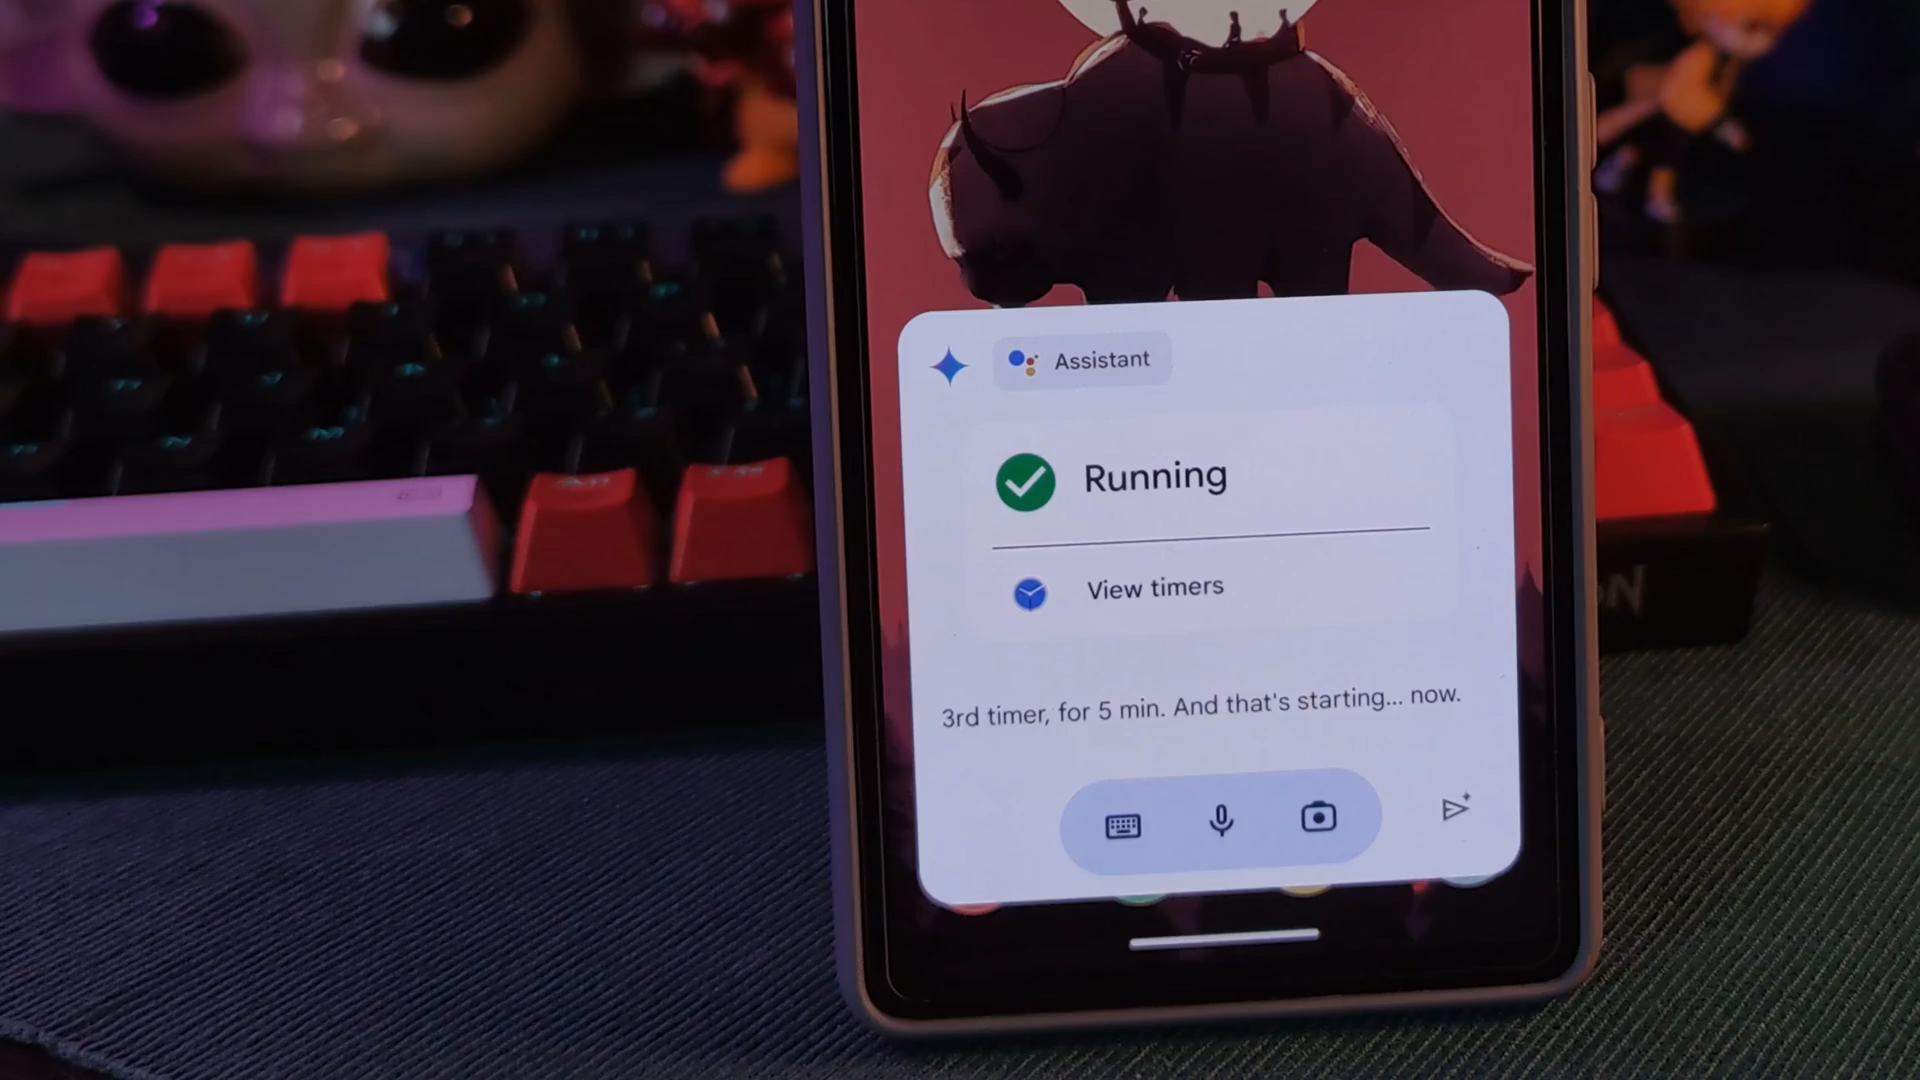 Assistant
Running
View timers
3rd timer, for 5 min. And that's starting... now.